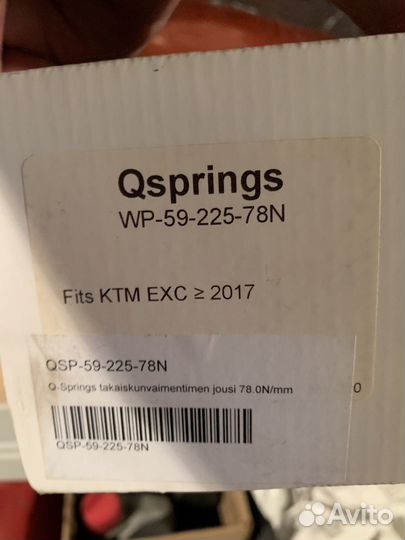 Qsprings
WP-59-225-78N
Fits KTM EXC ≥ 2017
QSP-59-225-78N
Q-Springs takaiskunvaimentimen jousi 78.0N/mm 0
QSP-59-225-78N
Avito